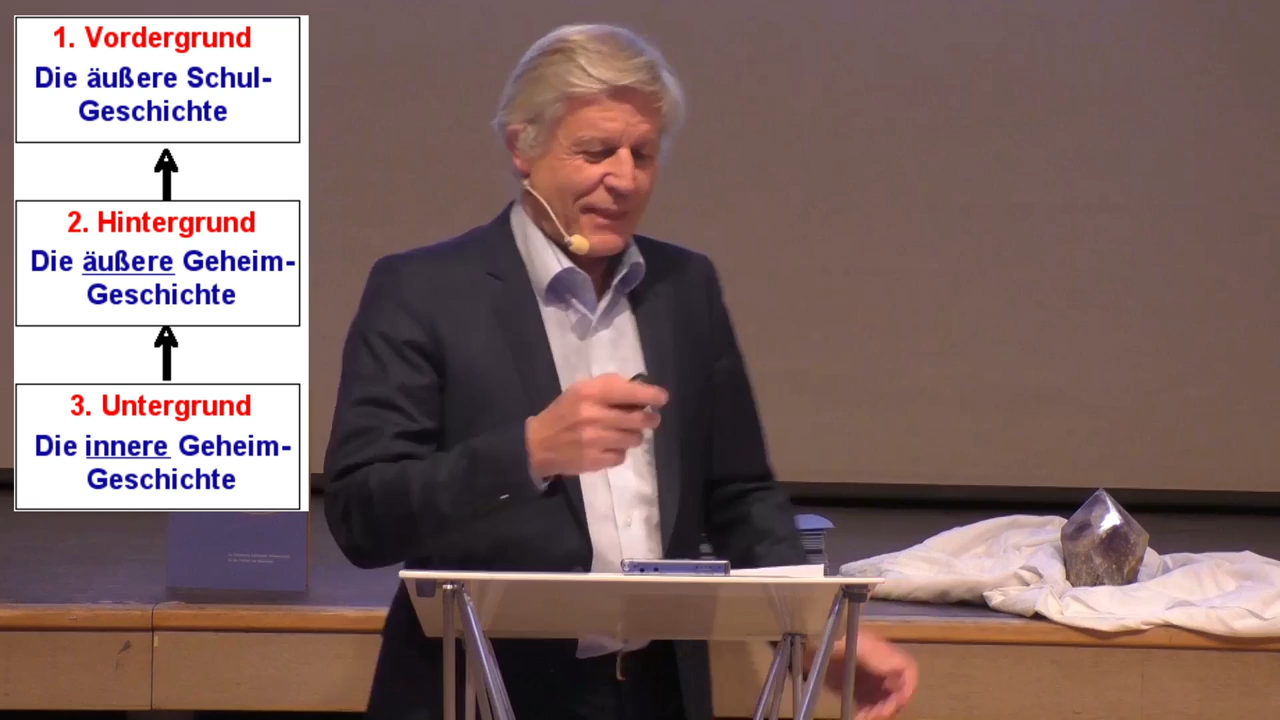 1. Vordergrund
Die äußere Schul-
Geschichte
2. Hintergrund
Die äußere Geheim-
Geschichte
3. Untergrund
Die innere Geheim-
Geschichte